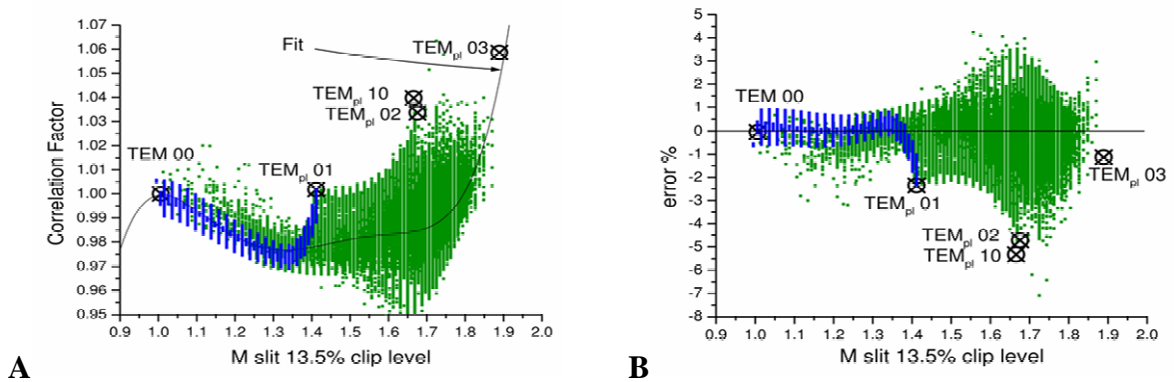 1.07
1.06
1.05
1.04
1.03
1.02
1.01
1.00
0.99
0.98
0.97
0.96
0.95
Correlation Factor
Fit
TEMpl 03
TEMpl 10
TEMpl 02
TEM 00
TEMpl 01
0.9 1.0 1.1 1.2 1.3 1.4 1.5 1.6 1.7 1.8 1.9 2.0
M slit 13.5% clip level
A
5
4
3
2
1
0
-1
-2
-3
-4
-5
-6
-7
-8
error %
TEM 00
TEMpl 03
TEMpl 01
TEMpl 02
TEMpl 10
0.9 1.0 1.1 1.2 1.3 1.4 1.5 1.6 1.7 1.8 1.9 2.0
M slit 13.5% clip level
B